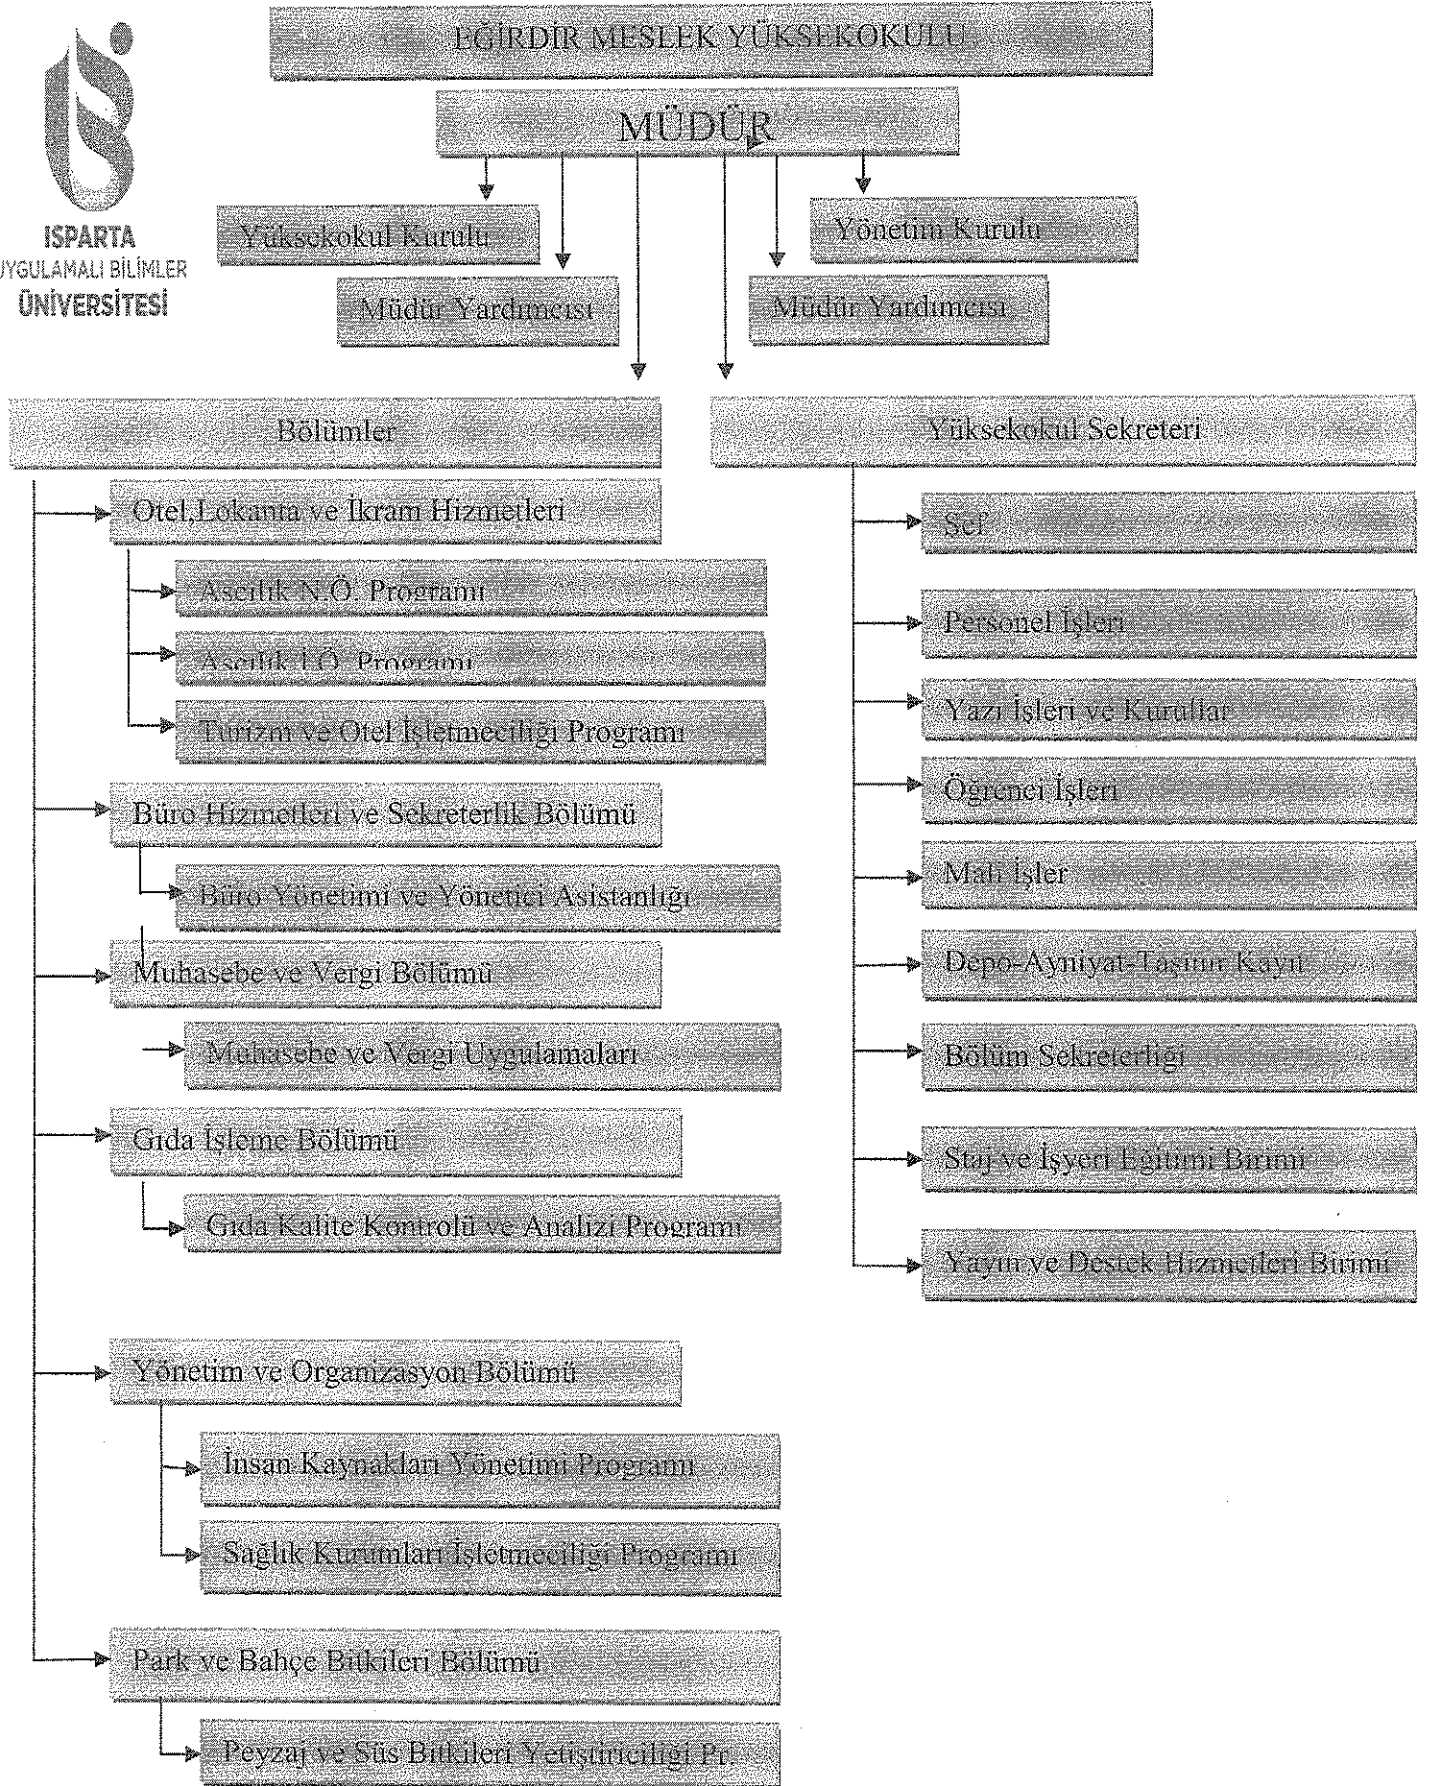 EĞİRDİR MESLEK YÜKSEKOKULU
MÜDÜR
ISPARTA
UYGULAMALI BİLİMLER
ÜNİVERSİTESİ
Yüksekokul Kurulu
Yönetim Kurulu
Müdür Yardımcısı
Müdür Yardımcısı
Bölümler
Otel,Lokanta ve İkram Hizmetleri
Aşçılık N.Ö. Programı
Aşçılık İ.Ö. Programı
Turizm ve Otel İşletmeciliği Programı
Büro Hizmetleri ve Sekreterlik Bölümü
Büro Yönetimi ve Yönetici Asistanlığı
Muhasebe ve Vergi Bölümü
Muhasebe ve Vergi Uygulamaları
Gıda İşleme Bölümü
Gıda Kalite Kontrolü ve Analizi Programı
Yönetim ve Organizasyon Bölümü
İnsan Kaynakları Yönetimi Programı
Sağlık Kurumları İşletmeciliği Programı
Park ve Bahçe Bitkileri Bölümü
Peyzaj ve Süs Bitkileri Yetiştiriciliği Pr.
Yüksekokul Sekreteri
Şef
Personel İşleri
Yazı İşleri ve Kurullar
Öğrenci İşleri
Mali İşler
Depo-Ayniyat-Taşınır Kayıt
Bölüm Sekreterliği
Staj ve İşyeri Eğitimi Birimi
Yayın ve Destek Hizmetleri Birimi